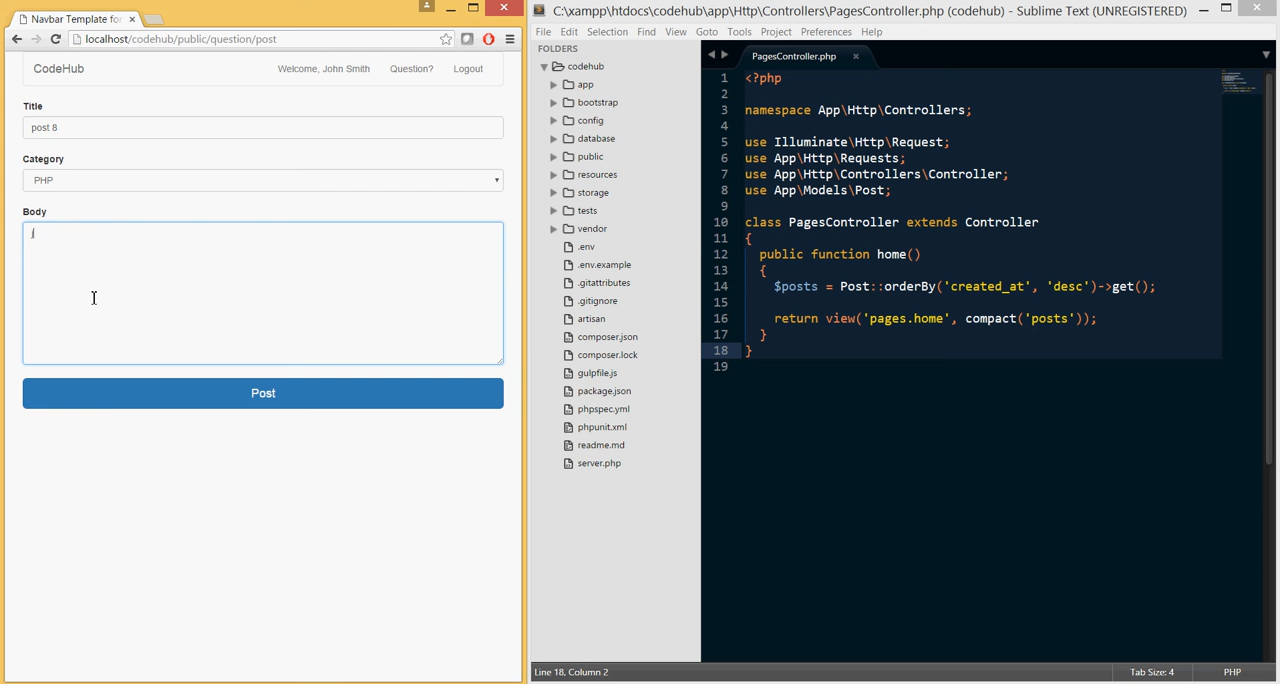 Navbar Template for
localhost/codehub/public/question/post
CodeHub
Welcome, John Smith
Question?
Logout
Title
post 8
Category
PHP
Body
j
Post
C:\xampp\htdocs\codehub\app\Http\Controllers\PagesController.php (codehub) - Sublime Text (UNREGISTERED)
File Edit Selection Find View Goto Tools Project Preferences Help
FOLDERS
codehub
app
bootstrap
config
database
public
resources
storage
tests
vendor
.env
.env.example
.gitattributes
.gitignore
artisan
composer.json
composer.lock
gulpfile.js
package.json
phpspec.yml
phpunit.xml
readme.md
server.php
PagesController.php
1 <?php
2
3 namespace App\Http\Controllers;
4
5 use Illuminate\Http\Request;
6 use App\Http\Requests;
7 use App\Http\Controllers\Controller;
8 use App\Models\Post;
9
10 class PagesController extends Controller
11 {
12 public function home()
13 {
14 $posts = Post::orderBy('created_at', 'desc')->get();
15
16 return view('pages.home', compact('posts'));
17 }
18 }
19
Line 18, Column 2
Tab Size: 4
PHP